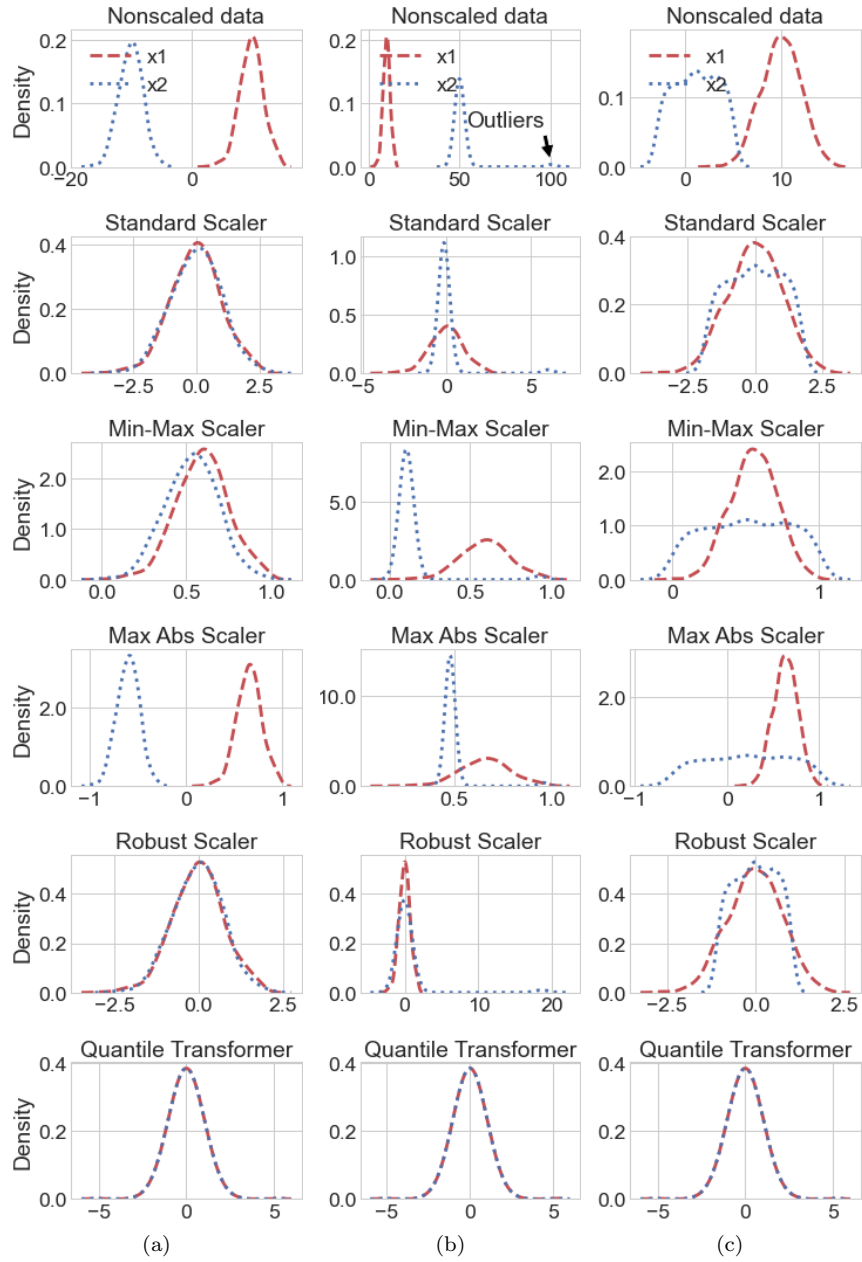 Nonscaled data Nonscaled data Nonscaled data
0.2 0.2
x1 x1 x1
x2 x2 x2
Density 0.1 0.1 Outliers 0.1
0.0 0.0 0.0
−20 0 0 50 100 0 10
Standard Scaler Standard Scaler Standard Scaler
0.4 1.0 0.4
Density 0.2 0.5 0.2
0.0 0.0 0.0
−2.5 0.0 2.5 −5 0 5 −2.5 0.0 2.5
Min-Max Scaler Min-Max Scaler Min-Max Scaler
2.0 5.0 2.0
Density 1.0 1.0
0.0 0.0 0.0
0.0 0.5 1.0 0.0 0.5 1.0 0 1
Max Abs Scaler Max Abs Scaler Max Abs Scaler
Density 2.0 10.0 2.0
0.0 0.0 0.0
−1 0 1 0.5 1.0 −1 0 1
Robust Scaler Robust Scaler Robust Scaler
0.4 0.4 0.4
Density 0.2 0.2 0.2
0.0 0.0 0.0
−2.5 0.0 2.5 0 10 20 −2.5 0.0 2.5
Quantile Transformer Quantile Transformer Quantile Transformer
0.4 0.4 0.4
Density 0.2 0.2 0.2
0.0 0.0 0.0
−5 0 5 −5 0 5 −5 0 5
(a) (b) (c)